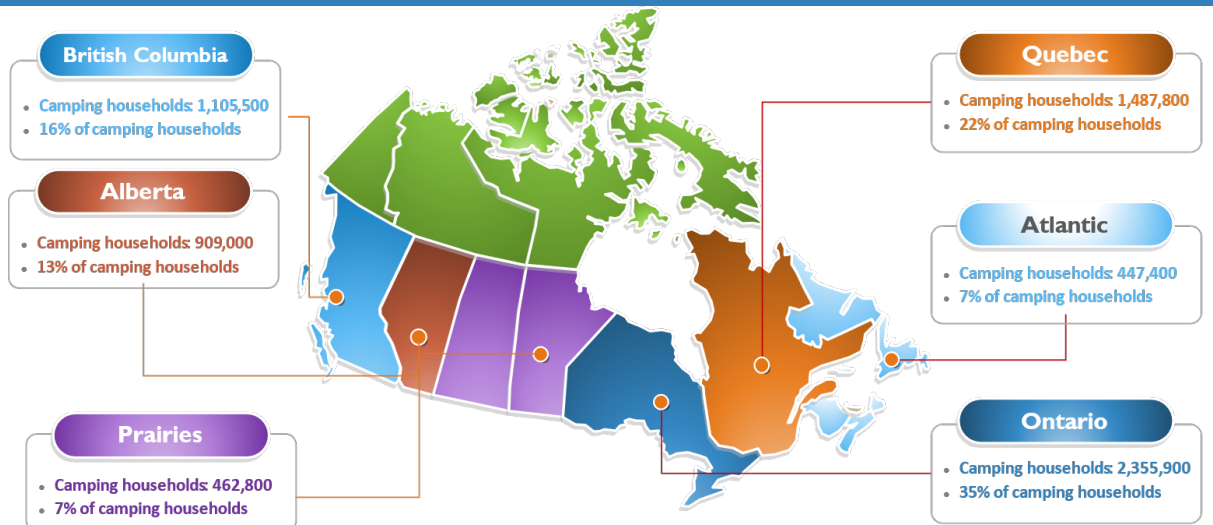 British Columbia
Camping households: 1,105,500
16% of camping households
Alberta
Camping households: 909,000
13% of camping households
Prairies
Camping households: 462,800
7% of camping households
Quebec
Camping households: 1,487,800
22% of camping households
Atlantic
Camping households: 447,400
7% of camping households
Ontario
Camping households: 2,355,900
35% of camping households